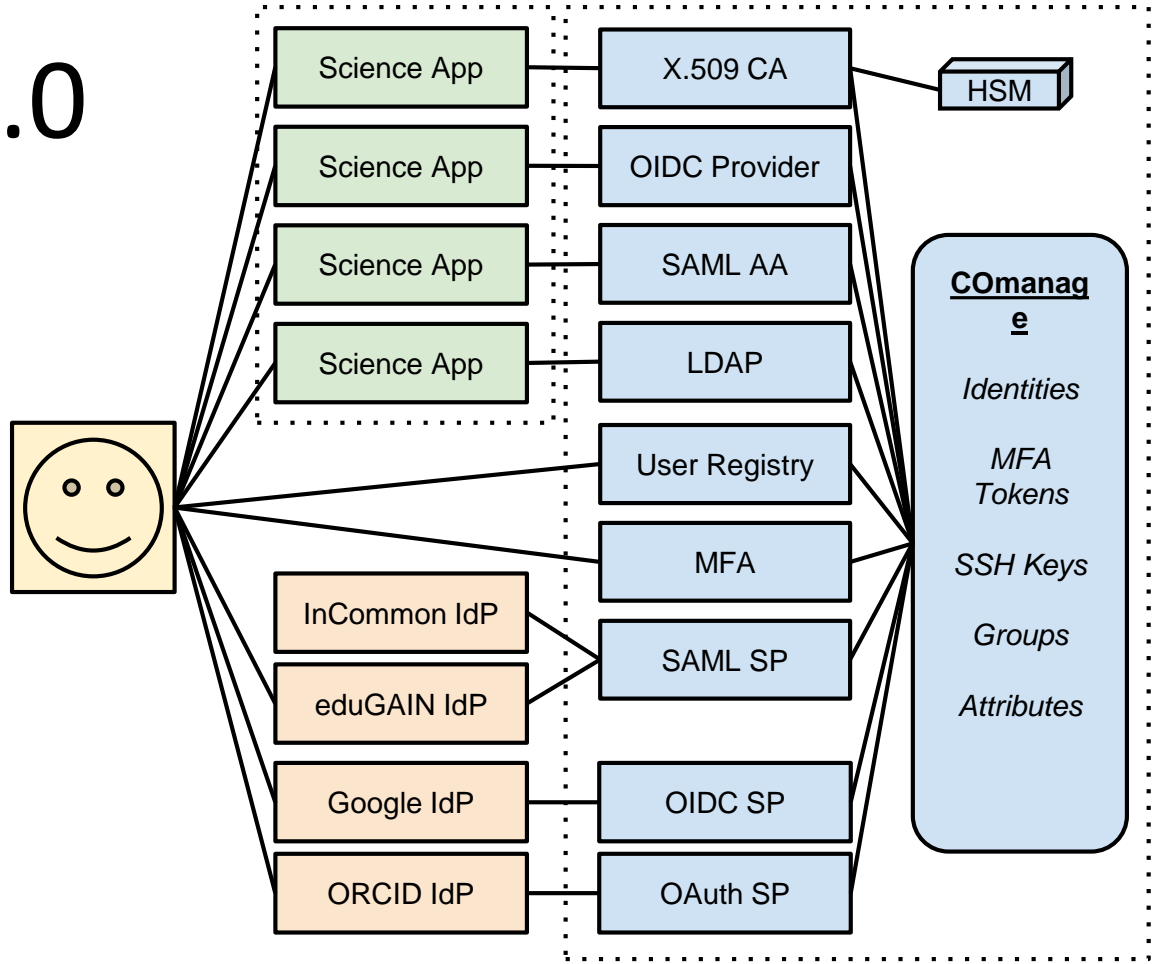 .0
Science App
X.509 CA
HSM
Science App
OIDC Provider
Science App
SAML AA
Science App
LDAP
COmanag
e
Identities
MFA
Tokens
SSH Keys
Groups
Attributes
User Registry
MFA
InCommon IdP
SAML SP
eduGAIN IdP
Google IdP
OIDC SP
ORCID IdP
OAuth SP